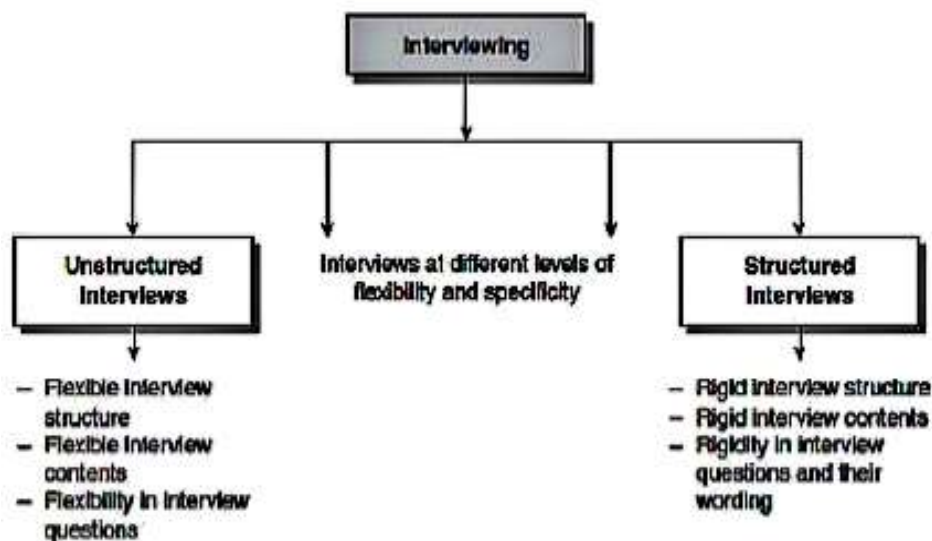 Interviewing
Unstructured
Interviews
Interviews at different levels of
flexibility and specificity
Structured
Interviews
– Flexible interview
structure
– Flexible interview
contents
– Flexibility in interview
questions
– Rigid interview structure
– Rigid interview contents
– Rigidity in interview
questions and their
wording